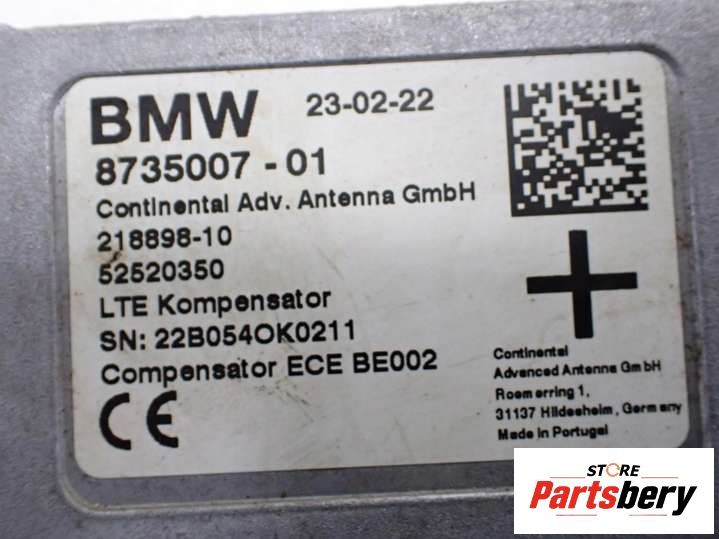 BMW 23-02-22
8735007 - 01
Continental Adv. Antenna GmbH
218898-10
52520350
LTE Kompensator
SN: 22B054OK0211
Compensator ECE BE002
CE
Continental
Advanced Antenna GmbH
Roemerring 1,
31137 Hildesheim, Germany
Made in Portugal
STORE
Partsbery